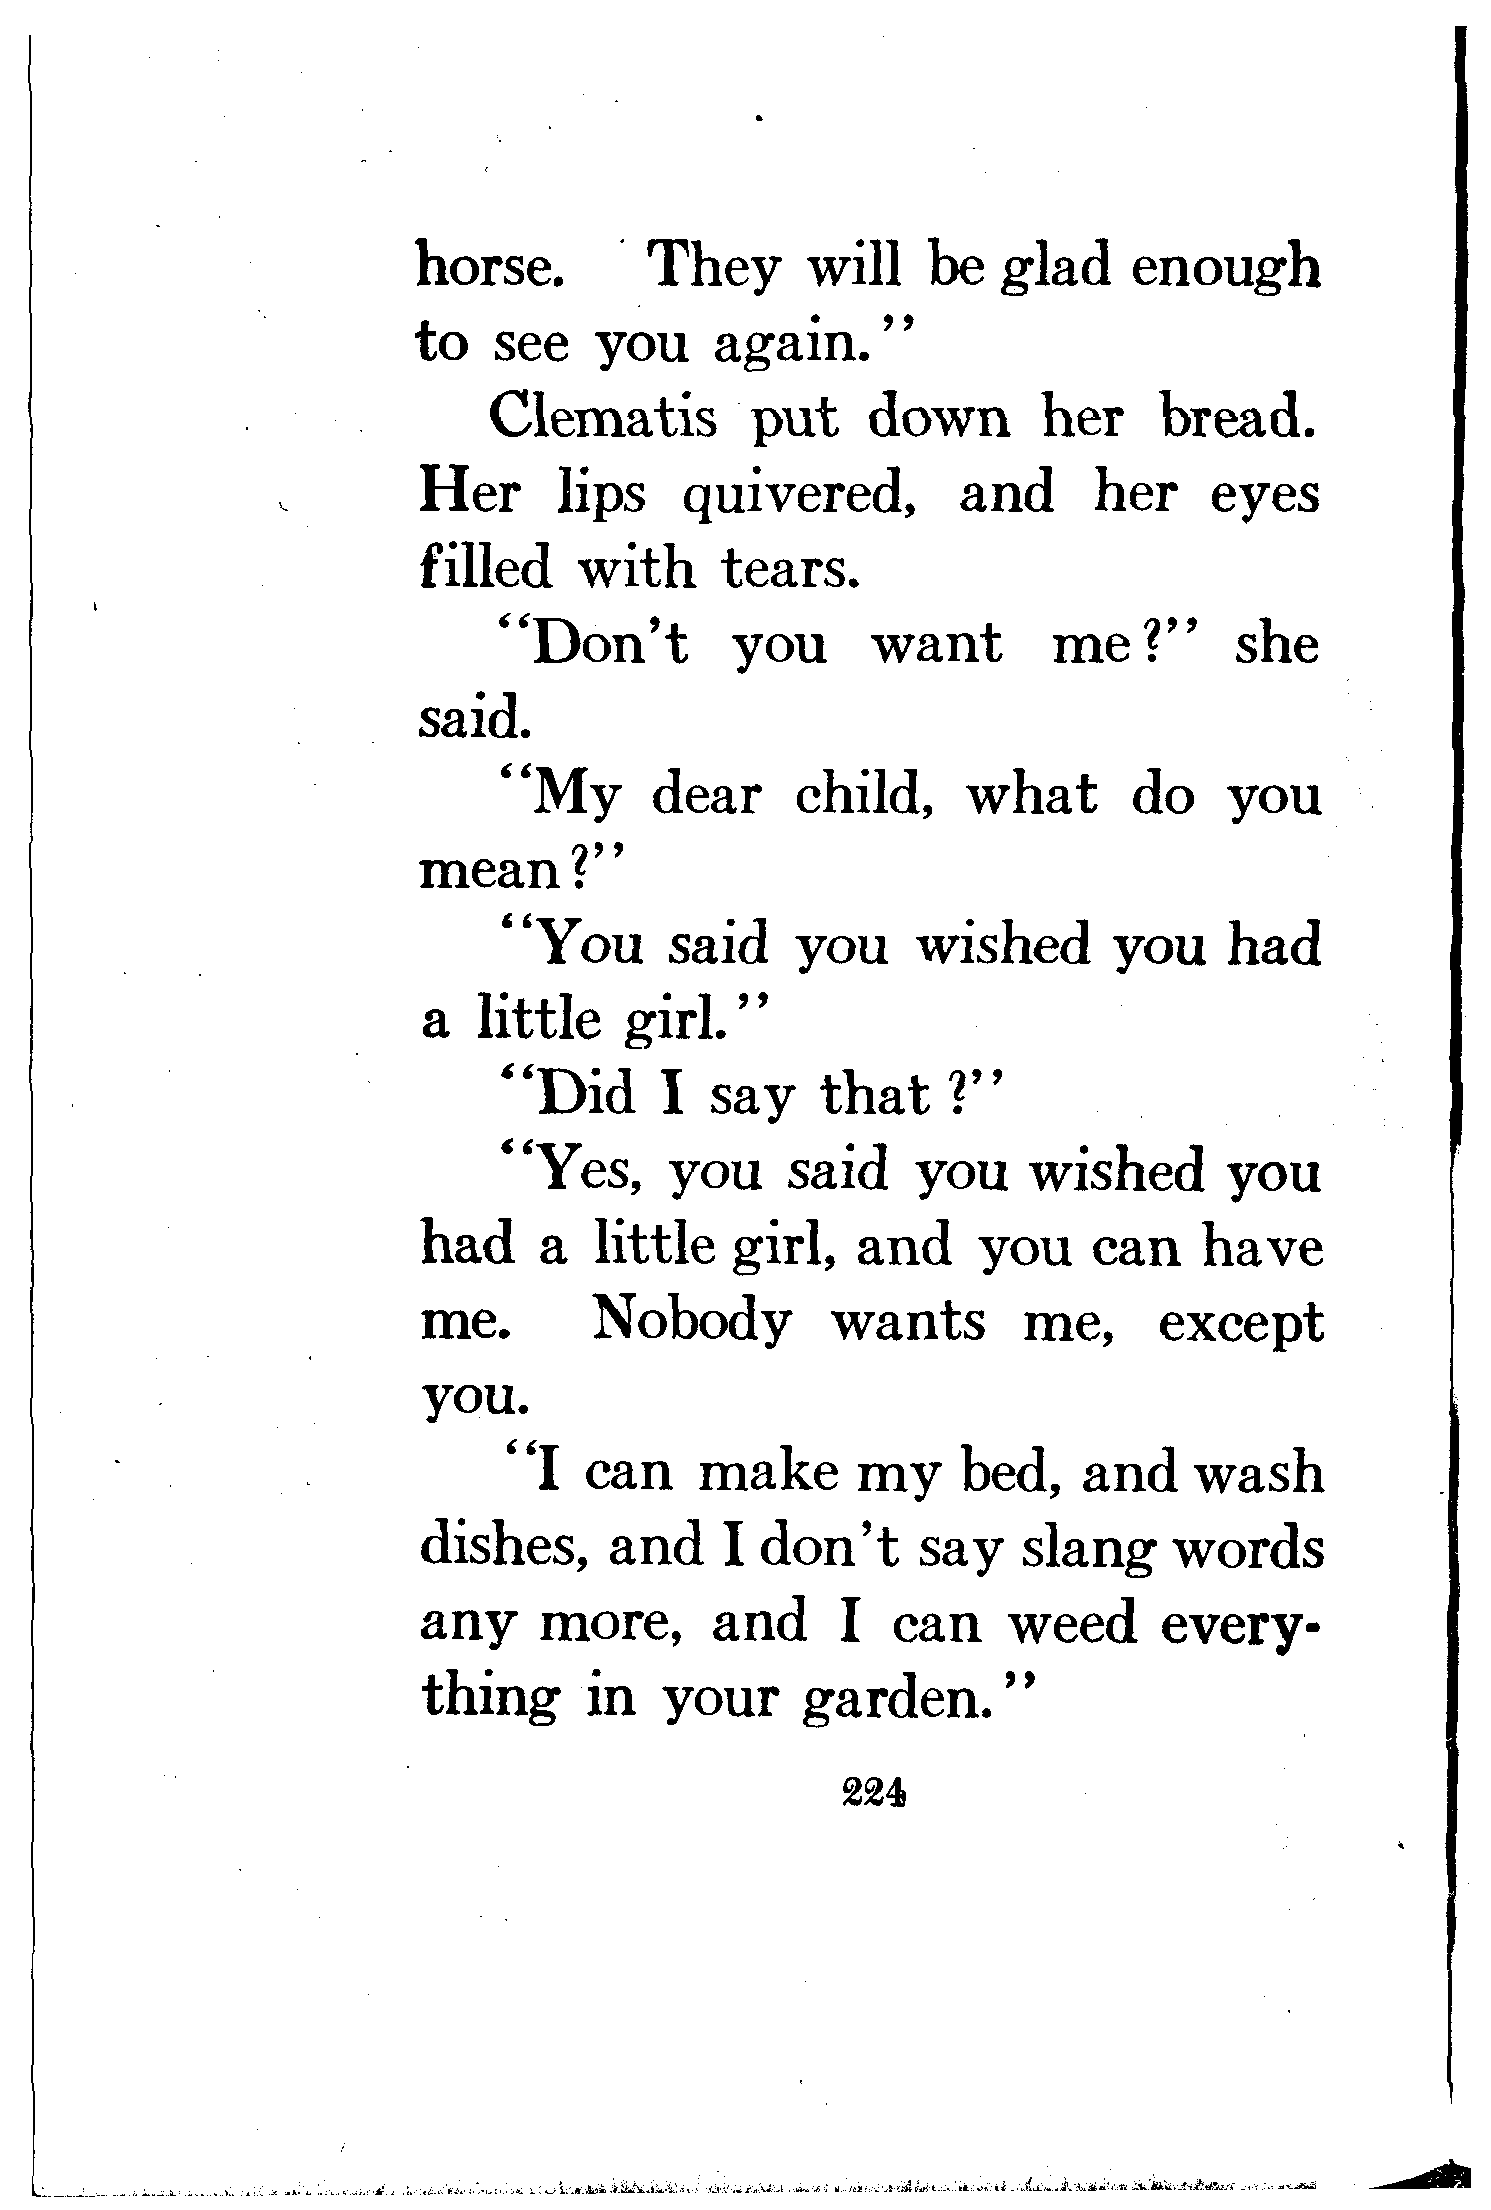 horse. They will be glad enough
to see you again."
Clematis put down her bread.
Her lips quivered, and her eyes
filled with tears.
"Don't you want me?" she
said.
"My dear child, what do you
mean?"
"You said you wished you had
a little girl."
"Did I say that?"
"Yes, you said you wished you
had a little girl, and you can have
me. Nobody wants me, except
you.
"I can make my bed, and wash
dishes, and I don't say slang words
any more, and I can weed every-
thing in your garden."
224